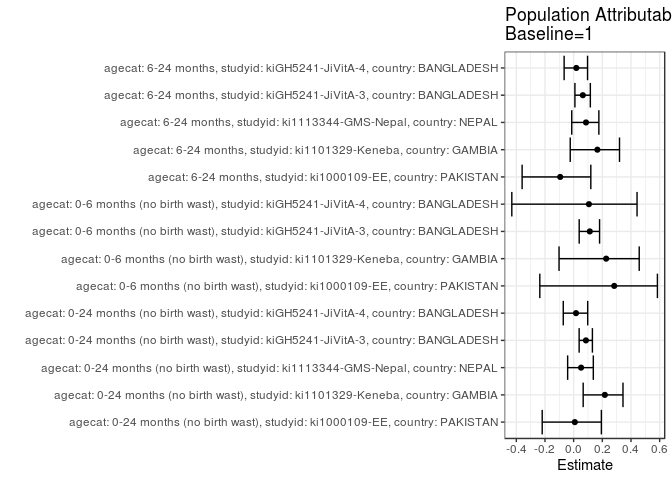 Population Attributab
Baseline=1
agecat: 6-24 months, studyid: kiGH5241-JiVitA-4, country: BANGLADESH
agecat: 6-24 months, studyid: kiGH5241-JiVitA-3, country: BANGLADESH
agecat: 6-24 months, studyid: ki1113344-GMS-Nepal, country: NEPAL
agecat: 6-24 months, studyid: ki1101329-Keneba, country: GAMBIA
agecat: 6-24 months, studyid: ki1000109-EE, country: PAKISTAN
agecat: 0-6 months (no birth wast), studyid: kiGH5241-JiVitA-4, country: BANGLADESH
agecat: 0-6 months (no birth wast), studyid: kiGH5241-JiVitA-3, country: BANGLADESH
agecat: 0-6 months (no birth wast), studyid: ki1101329-Keneba, country: GAMBIA
agecat: 0-6 months (no birth wast), studyid: ki1000109-EE, country: PAKISTAN
agecat: 0-24 months (no birth wast), studyid: kiGH5241-JiVitA-4, country: BANGLADESH
agecat: 0-24 months (no birth wast), studyid: kiGH5241-JiVitA-3, country: BANGLADESH
agecat: 0-24 months (no birth wast), studyid: ki1113344-GMS-Nepal, country: NEPAL
agecat: 0-24 months (no birth wast), studyid: ki1101329-Keneba, country: GAMBIA
agecat: 0-24 months (no birth wast), studyid: ki1000109-EE, country: PAKISTAN
-0.4 -0.2 0.0 0.2 0.4 0.6
Estimate